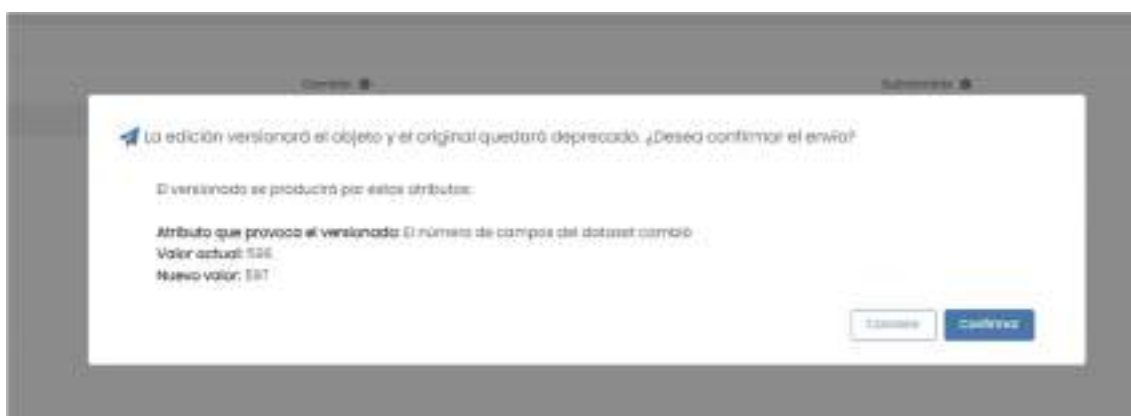 La edición versionará el objeto y el original quedará deprecado. ¿Desea confirmar el envío?
El versionado se producirá por estos atributos:
Atributo que provoca el versionado: El número de campos del dataset cambió
Valor actual: 596
Nuevo valor: 597
Cancelar Confirmar